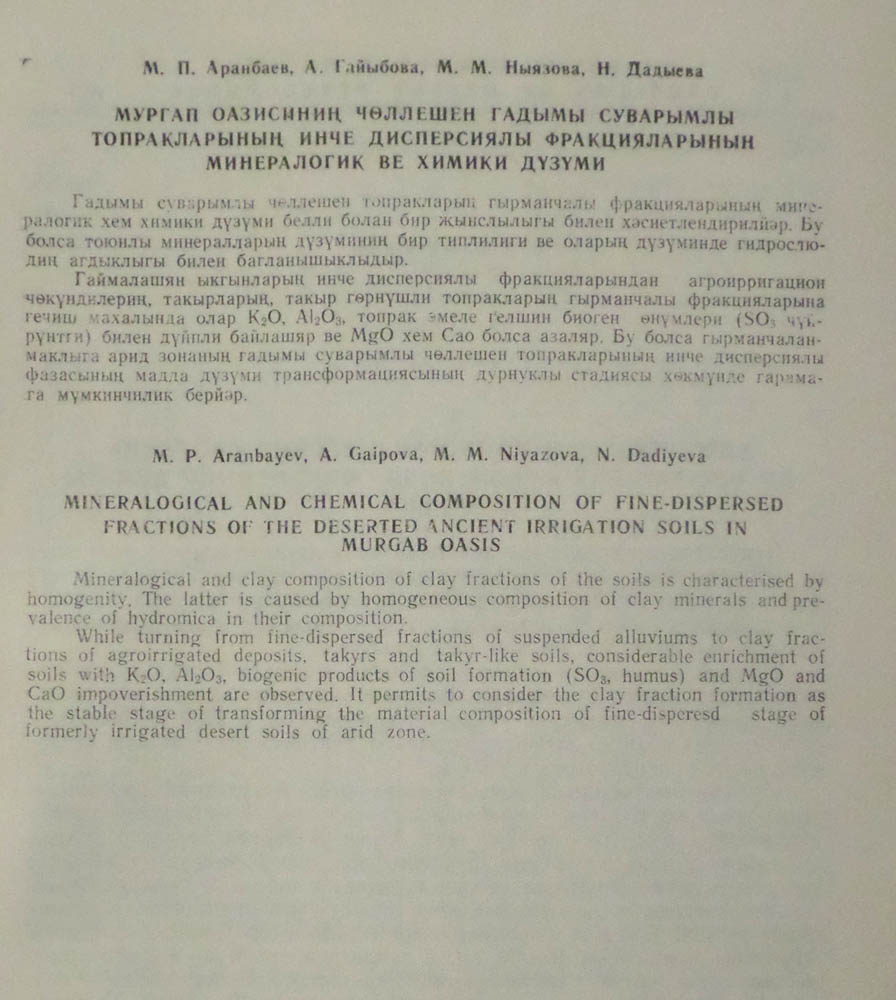 М. П. Аранбаев, А. Гайыбова, М. М. Ныязова, Н. Дадыева
МУРГАП ОАЗИСИНИҢ ЧӨЛЛЕШЕН ГАДЫМЫ СУВАРЫМЛЫ
ТОПРАКЛАРЫНЫҢ ИНЧЕ ДИСПЕРСИЯЛЫ ФРАКЦИЯЛАРЫНЫҢ
МИНЕРАЛОГИК ВЕ ХИМИКИ ДҮЗҮМИ
Гадымы суварымлы чөллешен топракларың гырманчалы фракцияларының мине-
ралогик хем химики дүзүми белли болан бир җынслылыгы билен хәсиетлендирилйәр. Бу
болса тоюнлы минералларың дүзүминиң бир типлилиги ве оларың дүзүминде гидрослю-
диң агдыклыгы билен багланышыклыдыр.
Гаймалашян ыкгынларың инче дисперсиялы фракцияларындан агроирригацион
чөкүндилериң, такырларың, такыр гөрнүшли топракларың гырманчалы фракцияларына
гечиш махалында олар K₂O, Al₂O₃, топрак эмеле гелшин биоген өнүмлери (SO₃ чүй-
рүнтги) билен дүйпли байлашяр ве MgO хем Cao болса азаляр. Бу болса гырманчалан-
маклыга арид зонаның гадымы суварымлы чөллешен топракларының инче дисперсиялы
фазасының мадда дүзүми трансформациясының дурнуклы стадиясы хөкмүнде гарама-
га мүмкинчилик берйәр.
M. P. Aranbayev, A. Gaipova, M. M. Niyazova, N. Dadiyeva
MINERALOGICAL AND CHEMICAL COMPOSITION OF FINE-DISPERSED
FRACTIONS OF THE DESERTED ANCIENT IRRIGATION SOILS IN
MURGAB OASIS
Mineralogical and clay composition of clay fractions of the soils is characterised by
homogenity. The latter is caused by homogeneous composition of clay minerals and pre-
valence of hydromica in their composition.
While turning from fine-dispersed fractions of suspended alluviums to clay frac-
tions of agroirrigated deposits, takyrs and takyr-like soils, considerable enrichment of
soils with K₂O, Al₂O₃, biogenic products of soil formation (SO₃, humus) and MgO and
CaO impoverishment are observed. It permits to consider the clay fraction formation as
the stable stage of transforming the material composition of fine-disperesd stage of
formerly irrigated desert soils of arid zone.